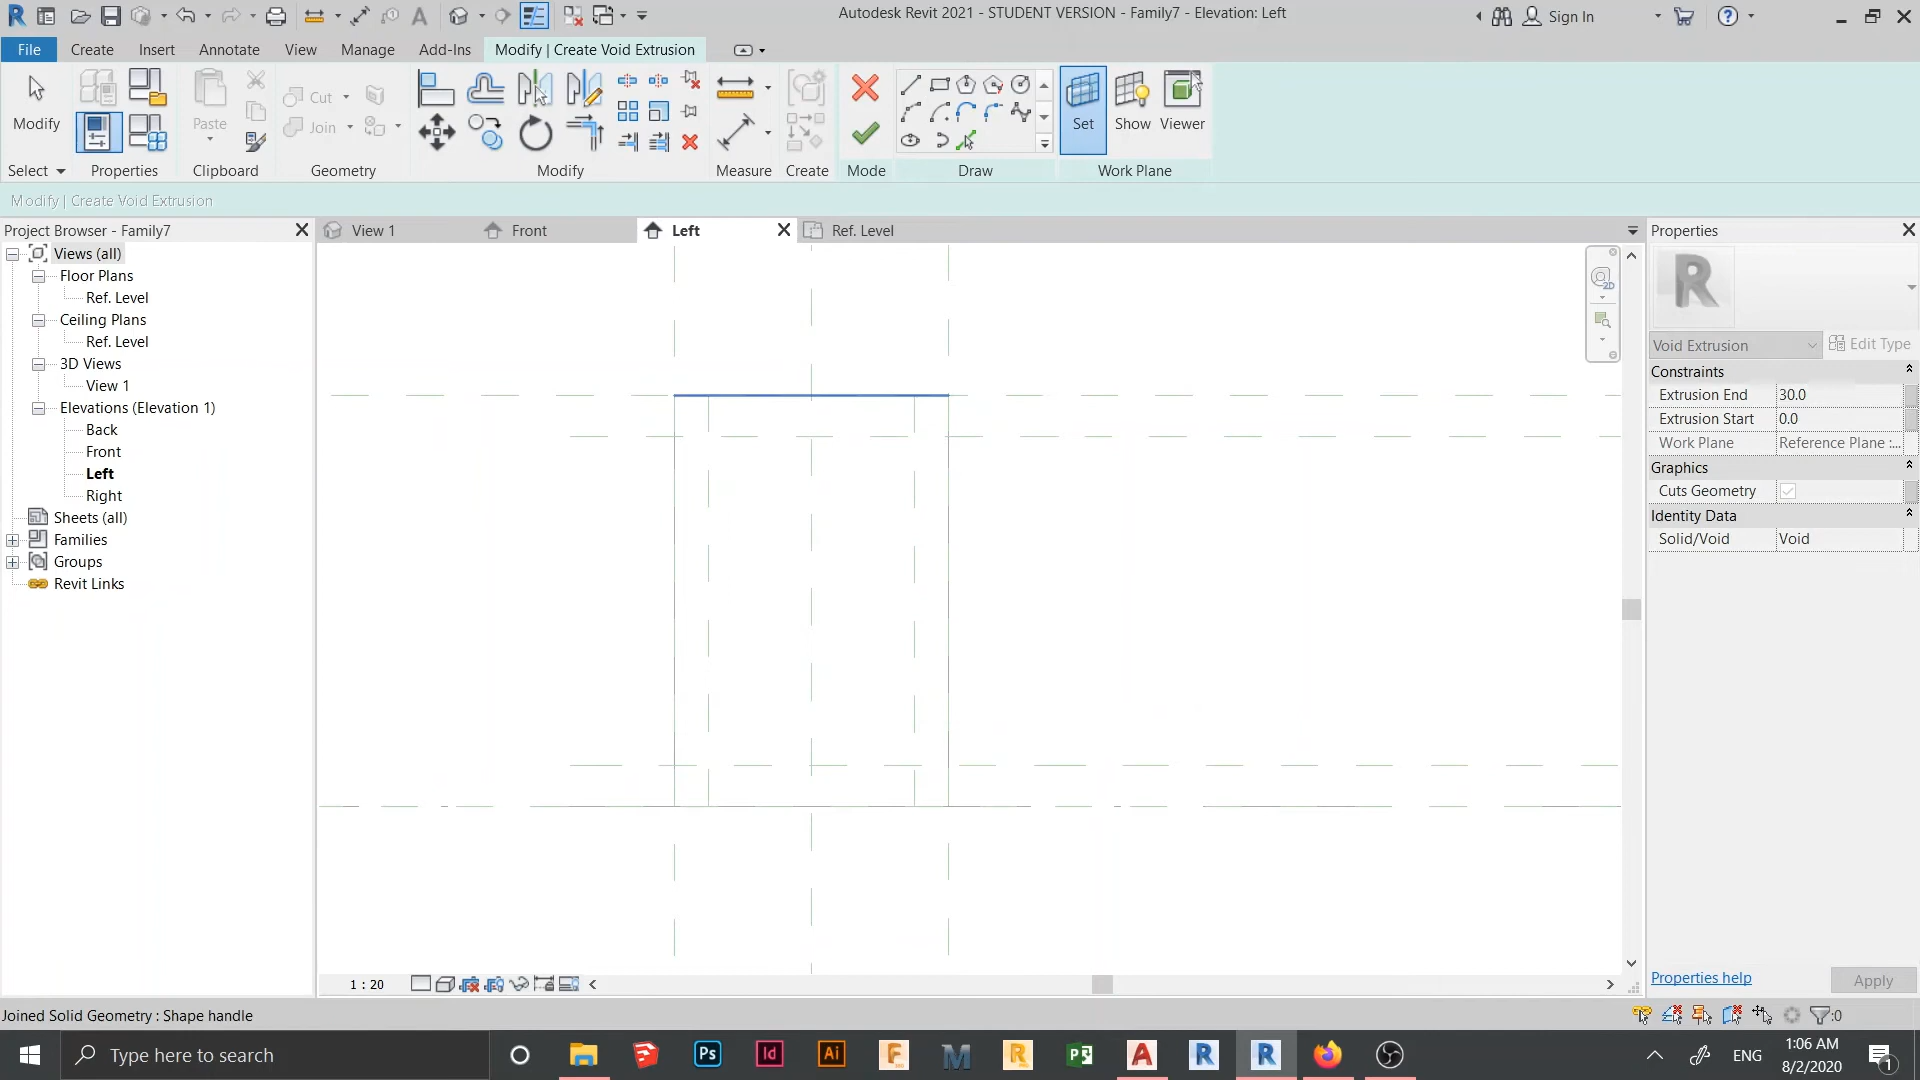 Autodesk Revit 2021 - STUDENT VERSION - Family7 - Elevation: Left
Sign In
File
Create
Insert
Annotate
View
Manage
Add-Ins
Modify | Create Void Extrusion
Modify
Paste
Cut
Join
Set
Show
Viewer
Select
Properties
Clipboard
Geometry
Modify
Measure
Create
Mode
Draw
Work Plane
Modify | Create Void Extrusion
Project Browser - Family7
Views (all)
Floor Plans
Ref. Level
Ceiling Plans
Ref. Level
3D Views
View 1
Elevations (Elevation 1)
Back
Front
Left
Right
Sheets (all)
Families
Groups
Revit Links
View 1
Front
Left
Ref. Level
2D
Properties
R
Void Extrusion
Edit Type
Constraints
Extrusion End 30.0
Extrusion Start 0.0
Work Plane Reference Plane :...
Graphics
Cuts Geometry
Identity Data
Solid/Void Void
Properties help
Apply
1 : 20
Joined Solid Geometry : Shape handle
:0
Type here to search
Ps
Id
Ai
F
M
R
P
A
R
R
ENG
1:06 AM
8/2/2020
1